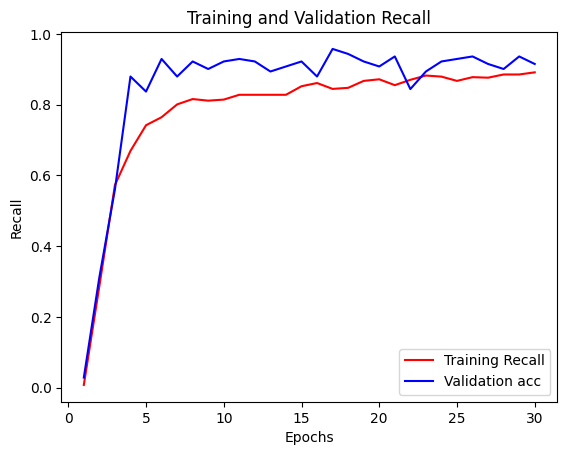 Training and Validation Recall
1.0
0.8
0.6
0.4
0.2
0.0
Recall
Training Recall
Validation acc
0
5
10
15
20
25
30
Epochs